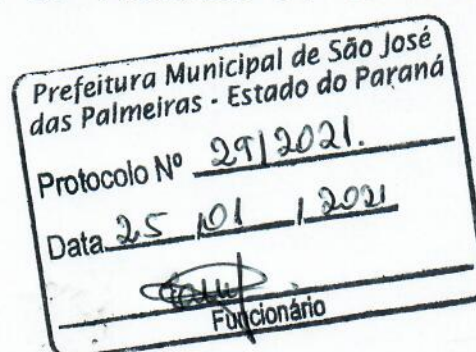 Prefeitura Municipal de São José
das Palmeiras - Estado do Paraná
Protocolo Nº 29/2021.
Data 25 / 01 / 2021
Funcionário